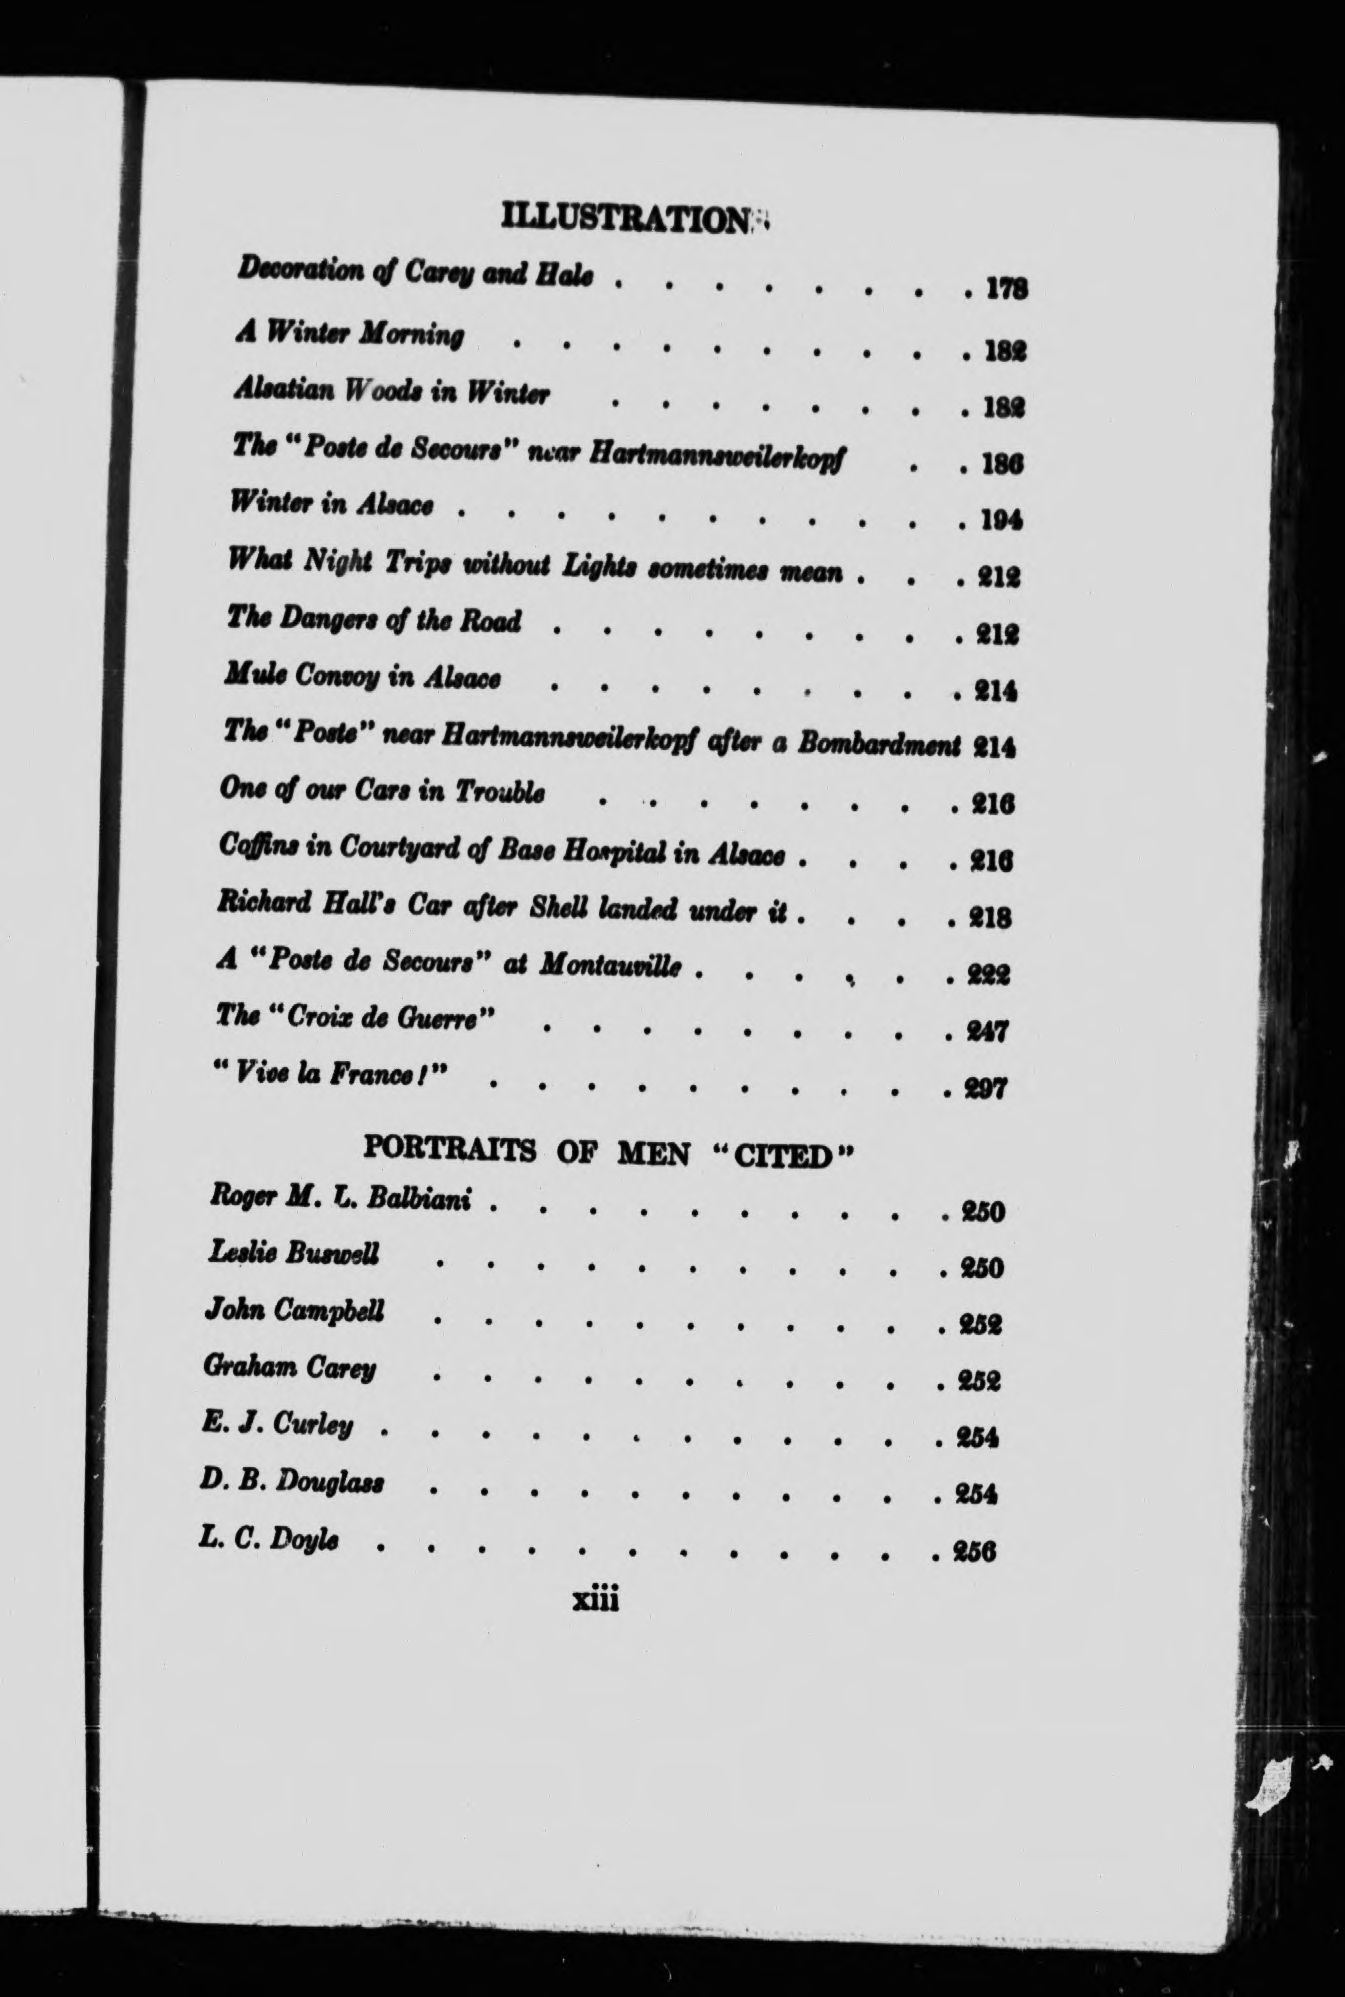 ILLUSTRATIONS
Decoration of Carey and Hale . . . . . . . . 178
A Winter Morning . . . . . . . . . . 182
Alsatian Woods in Winter . . . . . . . . 182
The "Poste de Secours" near Hartmannsweilerkopf . . 186
Winter in Alsace . . . . . . . . . . . 194
What Night Trips without Lights sometimes mean . . . 212
The Dangers of the Road . . . . . . . . . 212
Mule Convoy in Alsace . . . . . . . . . 214
The "Poste" near Hartmannsweilerkopf after a Bombardment 214
One of our Cars in Trouble . . . . . . . . 216
Coffins in Courtyard of Base Hospital in Alsace . . . . 216
Richard Hall's Car after Shell landed under it . . . . 218
A "Poste de Secours" at Montauville . . . . . . 222
The "Croix de Guerre" . . . . . . . . . 247
"Vive la France!" . . . . . . . . . . 297
PORTRAITS OF MEN "CITED"
Roger M. L. Balbiani . . . . . . . . . . 250
Leslie Buswell . . . . . . . . . . . 250
John Campbell . . . . . . . . . . . 252
Graham Carey . . . . . . . . . . . 252
E. J. Curley . . . . . . . . . . . . 254
D. B. Douglass . . . . . . . . . . . 254
L. C. Doyle . . . . . . . . . . . . 256
xiii